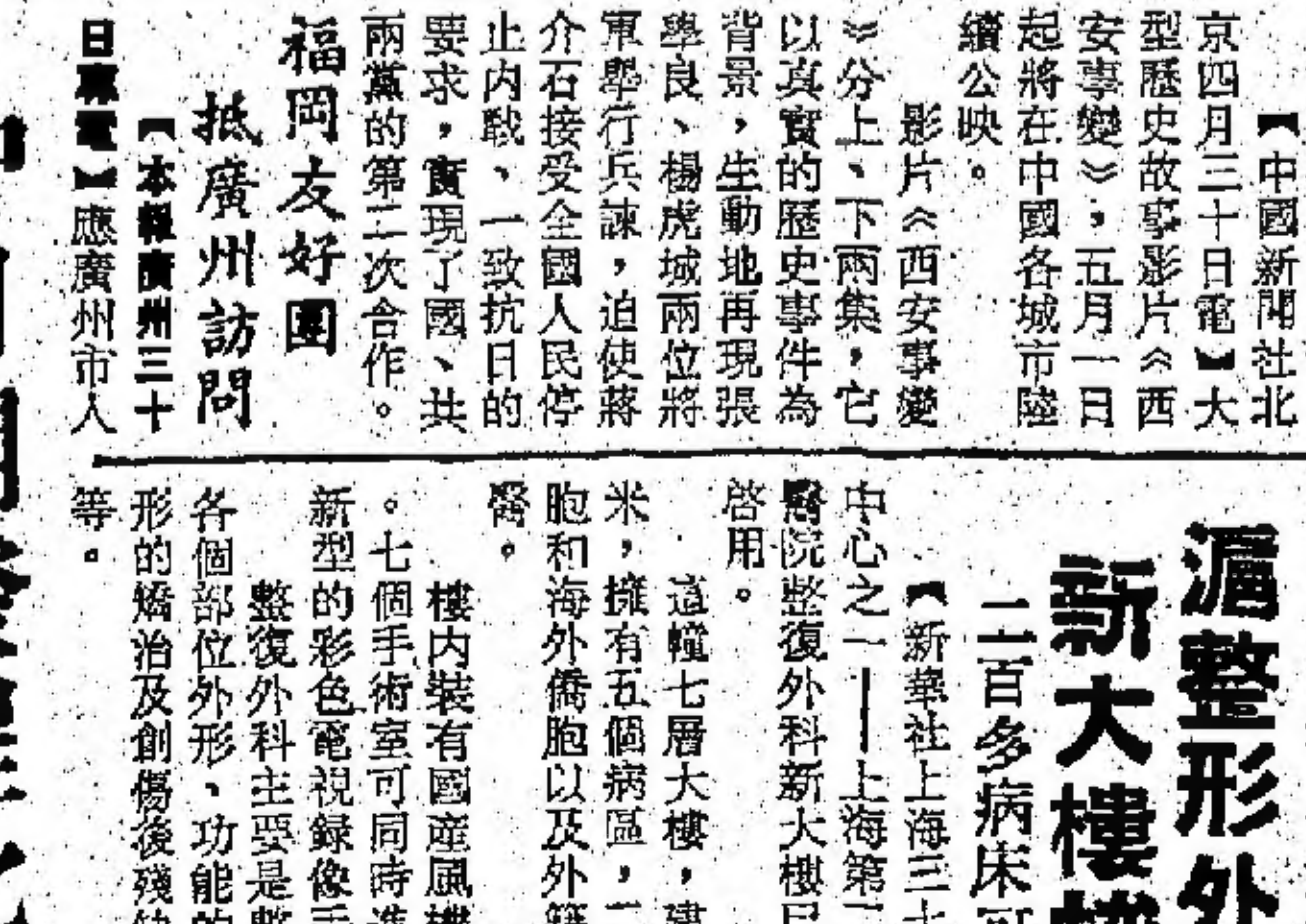 【中國新聞社北
京四月三十日電】大
型歷史故事影片《西
安事變》，五月一日
起將在中國各城市陸
續公映。
影片《西安事變
》分上、下兩集，它
以真實的歷史事件為
背景，生動地再現張
學良、楊虎城兩位將
軍舉行兵諫，迫使蔣
介石接受全國人民停
止内戰、一致抗日的
要求，實現了國、共
兩黨的第二次合作。
福岡友好團
抵廣州訪問
【本報廣州三十
日專電】應廣州市人
滬整形外
新大樓
二百多病床
【新華社上海三十
中心之一——上海第
醫院整復外科新大樓已
啓用。
這幢七層大樓，建
米，擁有五個病區，
胞和海外僑胞以及外籍
醫。
樓内裝有國産風
。七個手術室可同時進
新型的彩色電視録像
整復外科主要是
各個部位外形、功能的
形的矯治及創傷後殘
等。